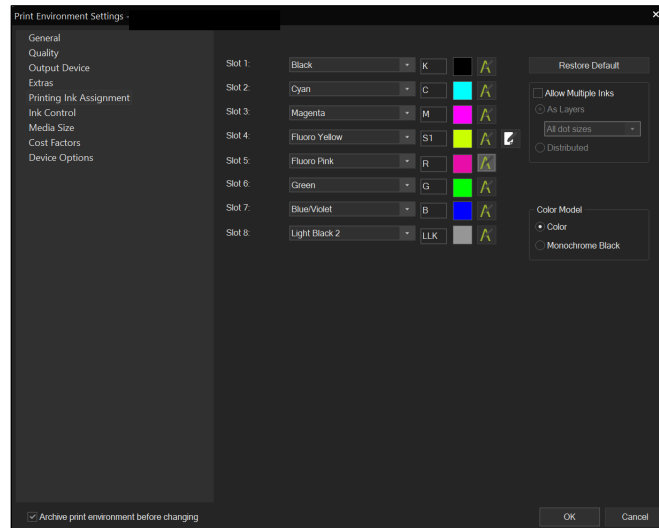 Print Environment Settings -
General
Quality
Output Device
Extras
Printing Ink Assignment
Ink Control
Media Size
Cost Factors
Device Options
Slot 1: Black K
Slot 2: Cyan C
Slot 3: Magenta M
Slot 4: Fluoro Yellow S1
Slot 5: Fluoro Pink R
Slot 6: Green G
Slot 7: Blue/Violet B
Slot 8: Light Black 2 LLK
Restore Default
Allow Multiple Inks
As Layers
All dot sizes
Distributed
Color Model
Color
Monochrome Black
Archive print environment before changing
OK Cancel